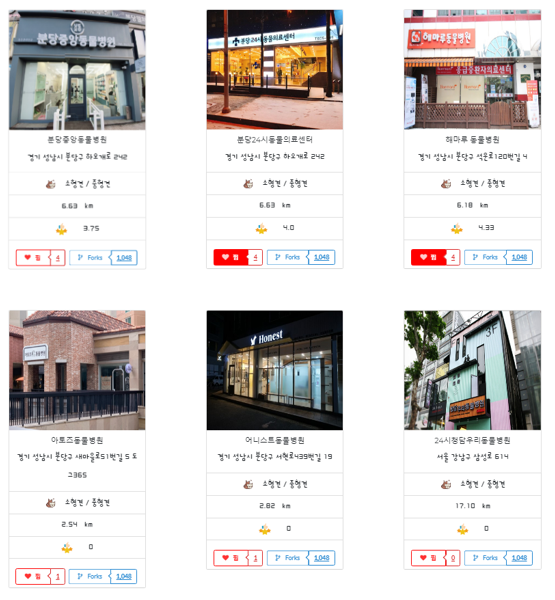 분당중앙동물병원
분당중앙동물병원
경기 성남시 분당구 하오개로 242
소형견 / 중형견
6.63 km
3.75
찜 4
Forks 1,048
분당24시동물의료센터
분당24시동물의료센터
경기 성남시 분당구 하오개로 242
소형견 / 중형견
6.63 km
4.0
찜 4
Forks 1,048
해마루동물병원
응급중환자의료센터
해마루 동물병원
경기 성남시 분당구 석운로120번길 4
소형견 / 중형견
6.18 km
4.33
찜 4
Forks 1,048
아토즈동물병원
경기 성남시 분당구 새마을로51번길 5 도
그365
소형견 / 중형견
2.54 km
0
찜 1
Forks 1,048
Honest
어니스트동물병원
경기 성남시 분당구 서현로439번길 19
소형견 / 중형견
2.82 km
0
찜 1
Forks 1,048
3F
24시청담우리동물병원
서울 강남구 삼성로 614
소형견 / 중형견
17.10 km
0
찜 0
Forks 1,048